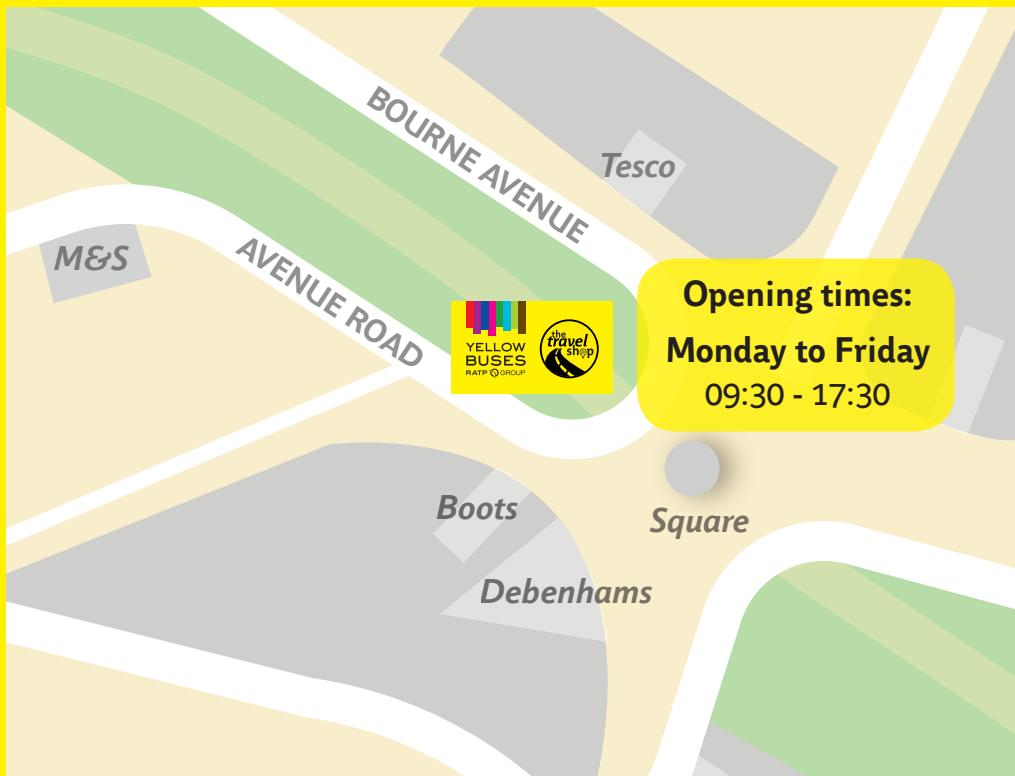 BOURNE AVENUE
Tesco
M&S
AVENUE ROAD
YELLOW
BUSES
RATP GROUP
the
travel
shop
Opening times:
Monday to Friday
09:30 - 17:30
Boots
Square
Debenhams